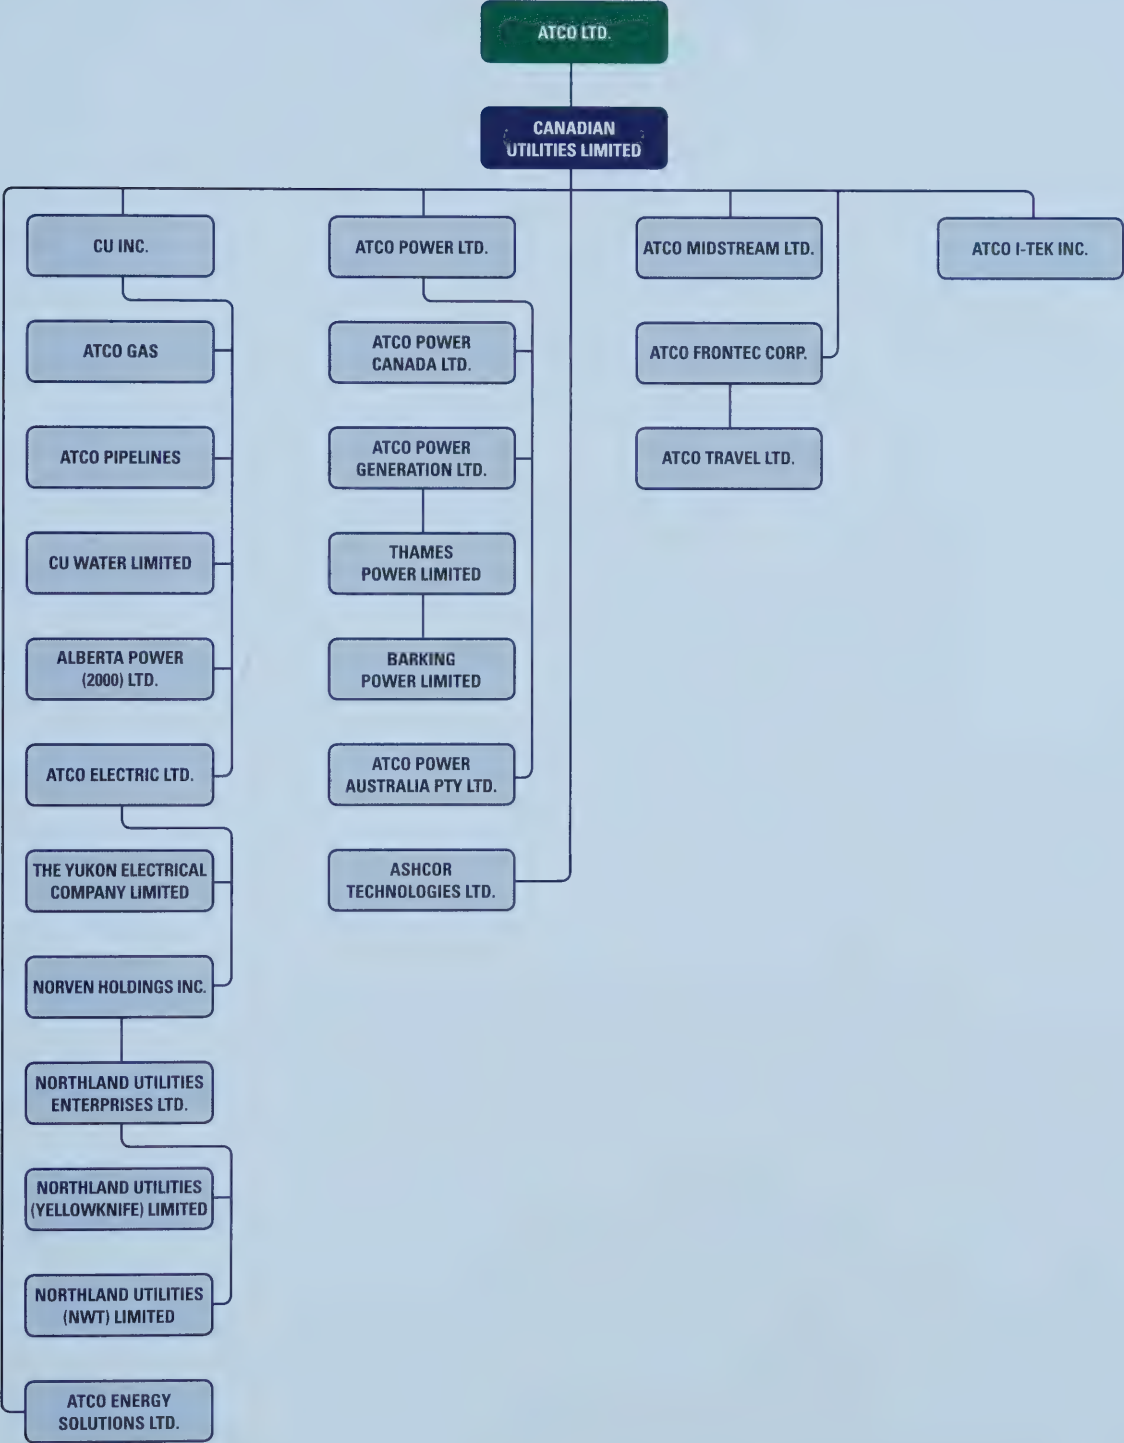 ATCO LTD.
CANADIAN
UTILITIES LIMITED
CU INC.
ATCO GAS
ATCO PIPELINES
CU WATER LIMITED
ALBERTA POWER
(2000) LTD.
ATCO ELECTRIC LTD.
THE YUKON ELECTRICAL
COMPANY LIMITED
NORVEN HOLDINGS INC.
NORTHLAND UTILITIES
ENTERPRISES LTD.
NORTHLAND UTILITIES
(YELLOWKNIFE) LIMITED
NORTHLAND UTILITIES
(NWT) LIMITED
ATCO ENERGY
SOLUTIONS LTD.
ATCO POWER LTD.
ATCO POWER
CANADA LTD.
ATCO POWER
GENERATION LTD.
THAMES
POWER LIMITED
BARKING
POWER LIMITED
ATCO POWER
AUSTRALIA PTY LTD.
ASHCOR
TECHNOLOGIES LTD.
ATCO MIDSTREAM LTD.
ATCO FRONTEC CORP.
ATCO TRAVEL LTD.
ATCO I-TEK INC.